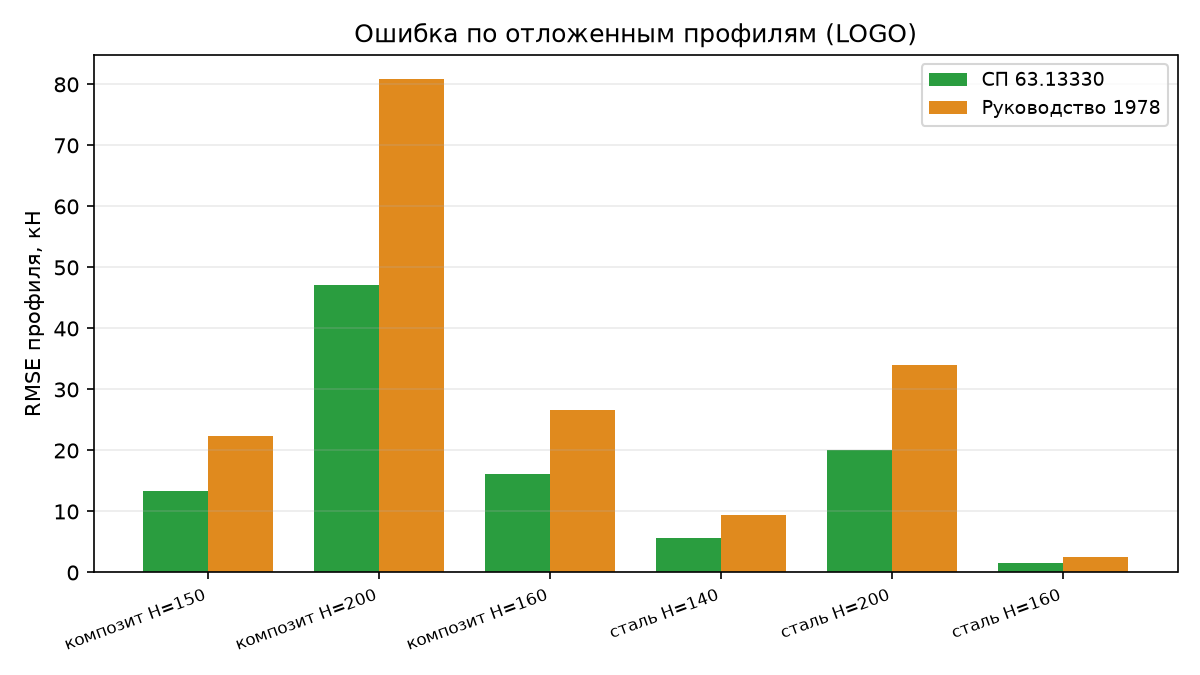 Ошибка по отложенным профилям (LOGO)
СП 63.13330
Руководство 1978
RMSE профиля, кН
80
70
60
50
40
30
20
10
0
композит H=150
композит H=200
композит H=160
сталь H=140
сталь H=200
сталь H=160